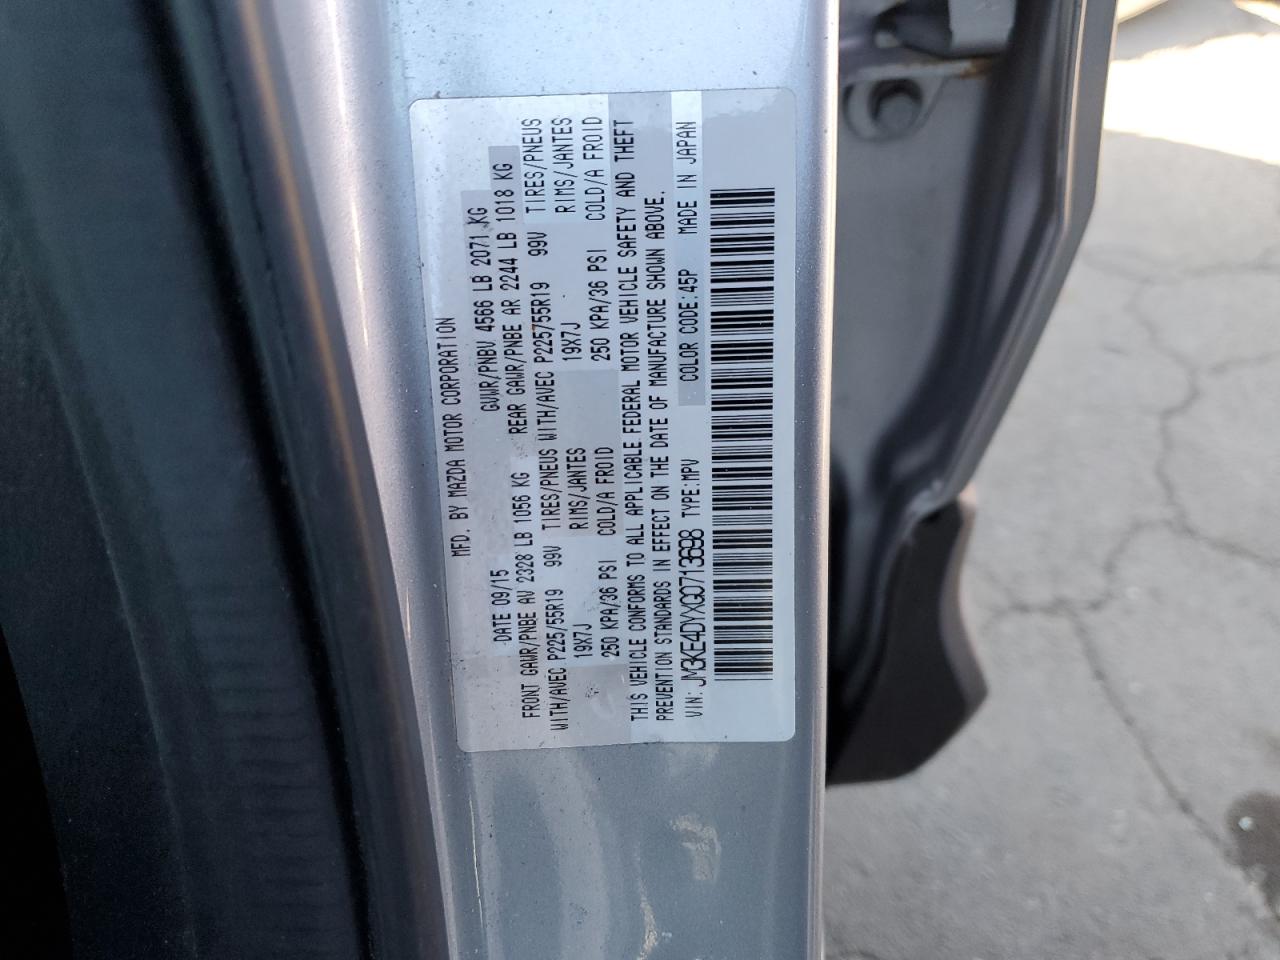 MFD. BY MAZDA MOTOR CORPORATION
DATE 09/15 GVWR/PNBV 4566 LB 2071 KG
FRONT GAWR/PNBE AV 2328 LB 1056 KG REAR GAWR/PNBE AR 2244 LB 1018 KG
WITH/AVEC P225/55R19 99V TIRES/PNEUS WITH/AVEC P225/55R19 99V TIRES/PNEUS
19X7J RIMS/JANTES 19X7J RIMS/JANTES
250 KPA/36 PSI COLD/A FROID 250 KPA/36 PSI COLD/A FROID
THIS VEHICLE CONFORMS TO ALL APPLICABLE FEDERAL MOTOR VEHICLE SAFETY AND THEFT
PREVENTION STANDARDS IN EFFECT ON THE DATE OF MANUFACTURE SHOWN ABOVE.
VIN: JM3KE4DYXG0713698 TYPE:MPV COLOR CODE:45P MADE IN JAPAN